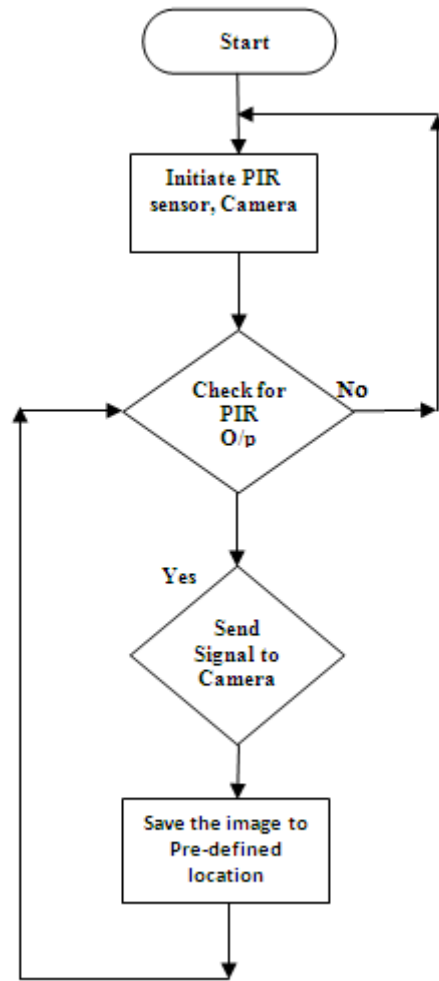 Start
Initiate PIR
sensor, Camera
Check for
PIR
O/p
No
Yes
Send
Signal to
Camera
Save the image to
Pre-defined
location